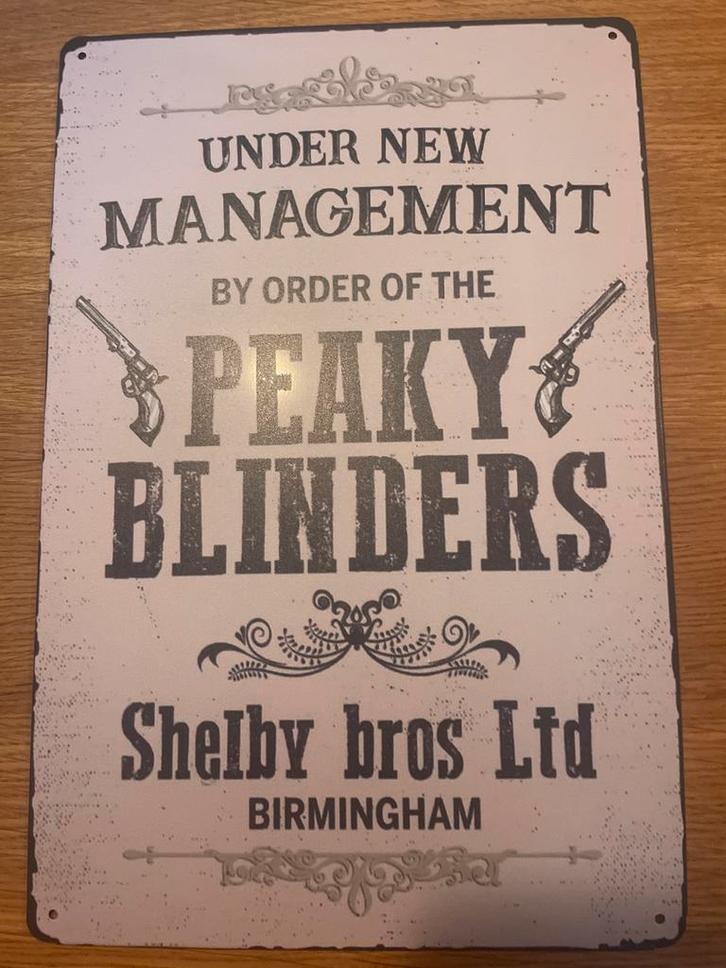 UNDER NEW
MANAGEMENT
BY ORDER OF THE
PEAKY
BLINDERS
Shelby bros Ltd
BIRMINGHAM